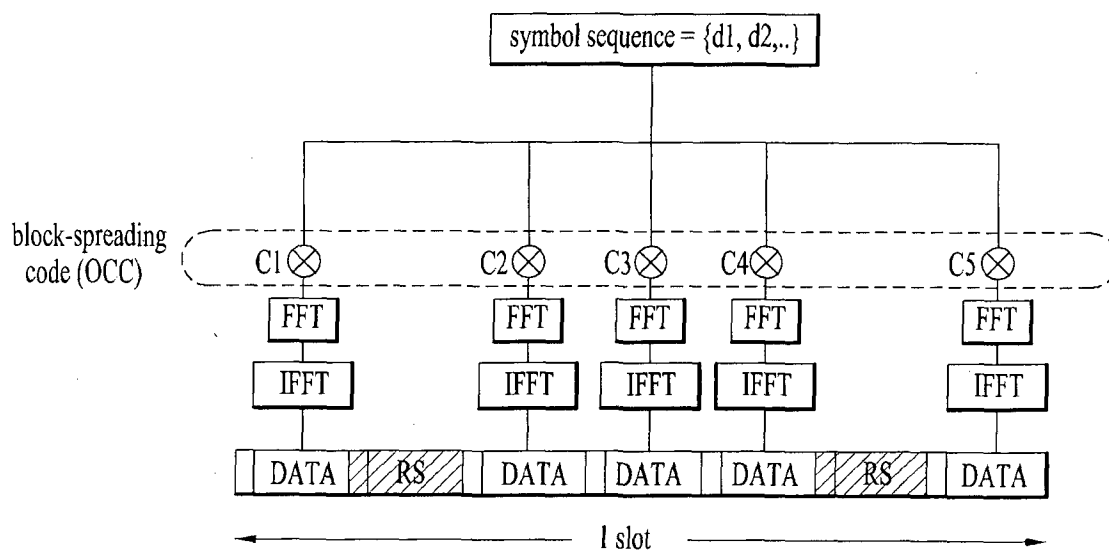 symbol sequence = {d1, d2,..}
block-spreading
code (OCC)
C1 C2 C3 C4 C5
FFT FFT FFT FFT FFT
IFFT IFFT IFFT IFFT IFFT
DATA RS DATA DATA DATA RS DATA
1 slot